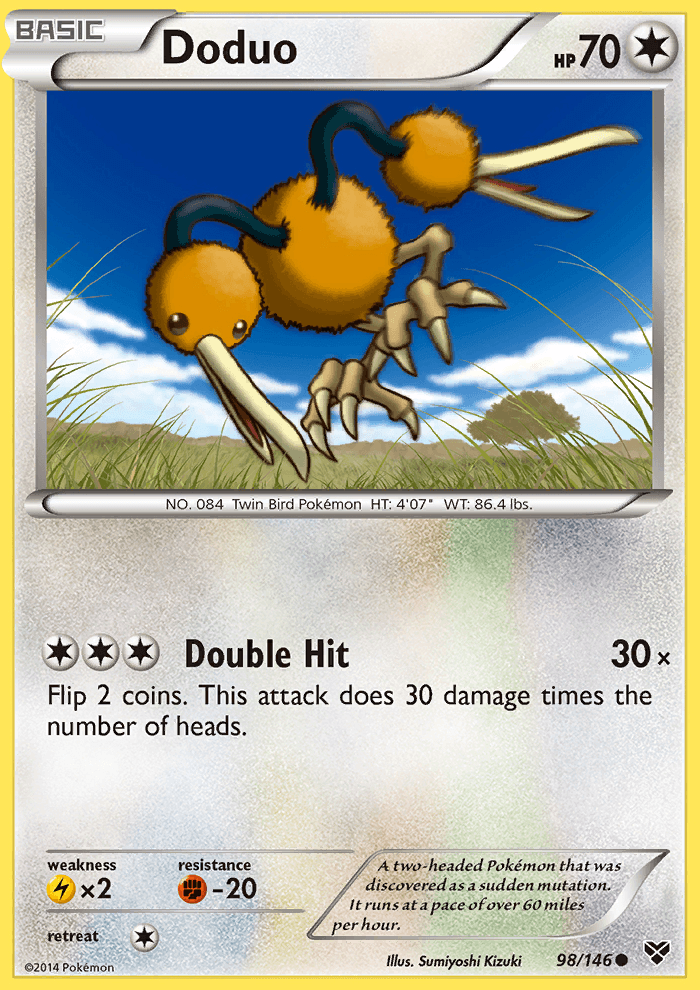 BASIC
Doduo
HP70
NO. 084 Twin Bird Pokémon HT: 4'07" WT: 86.4 lbs.
Double Hit 30×
Flip 2 coins. This attack does 30 damage times the
number of heads.
weakness resistance
×2 -20
retreat
A two-headed Pokémon that was
discovered as a sudden mutation.
It runs at a pace of over 60 miles
per hour.
©2014 Pokémon
Illus. Sumiyoshi Kizuki 98/146